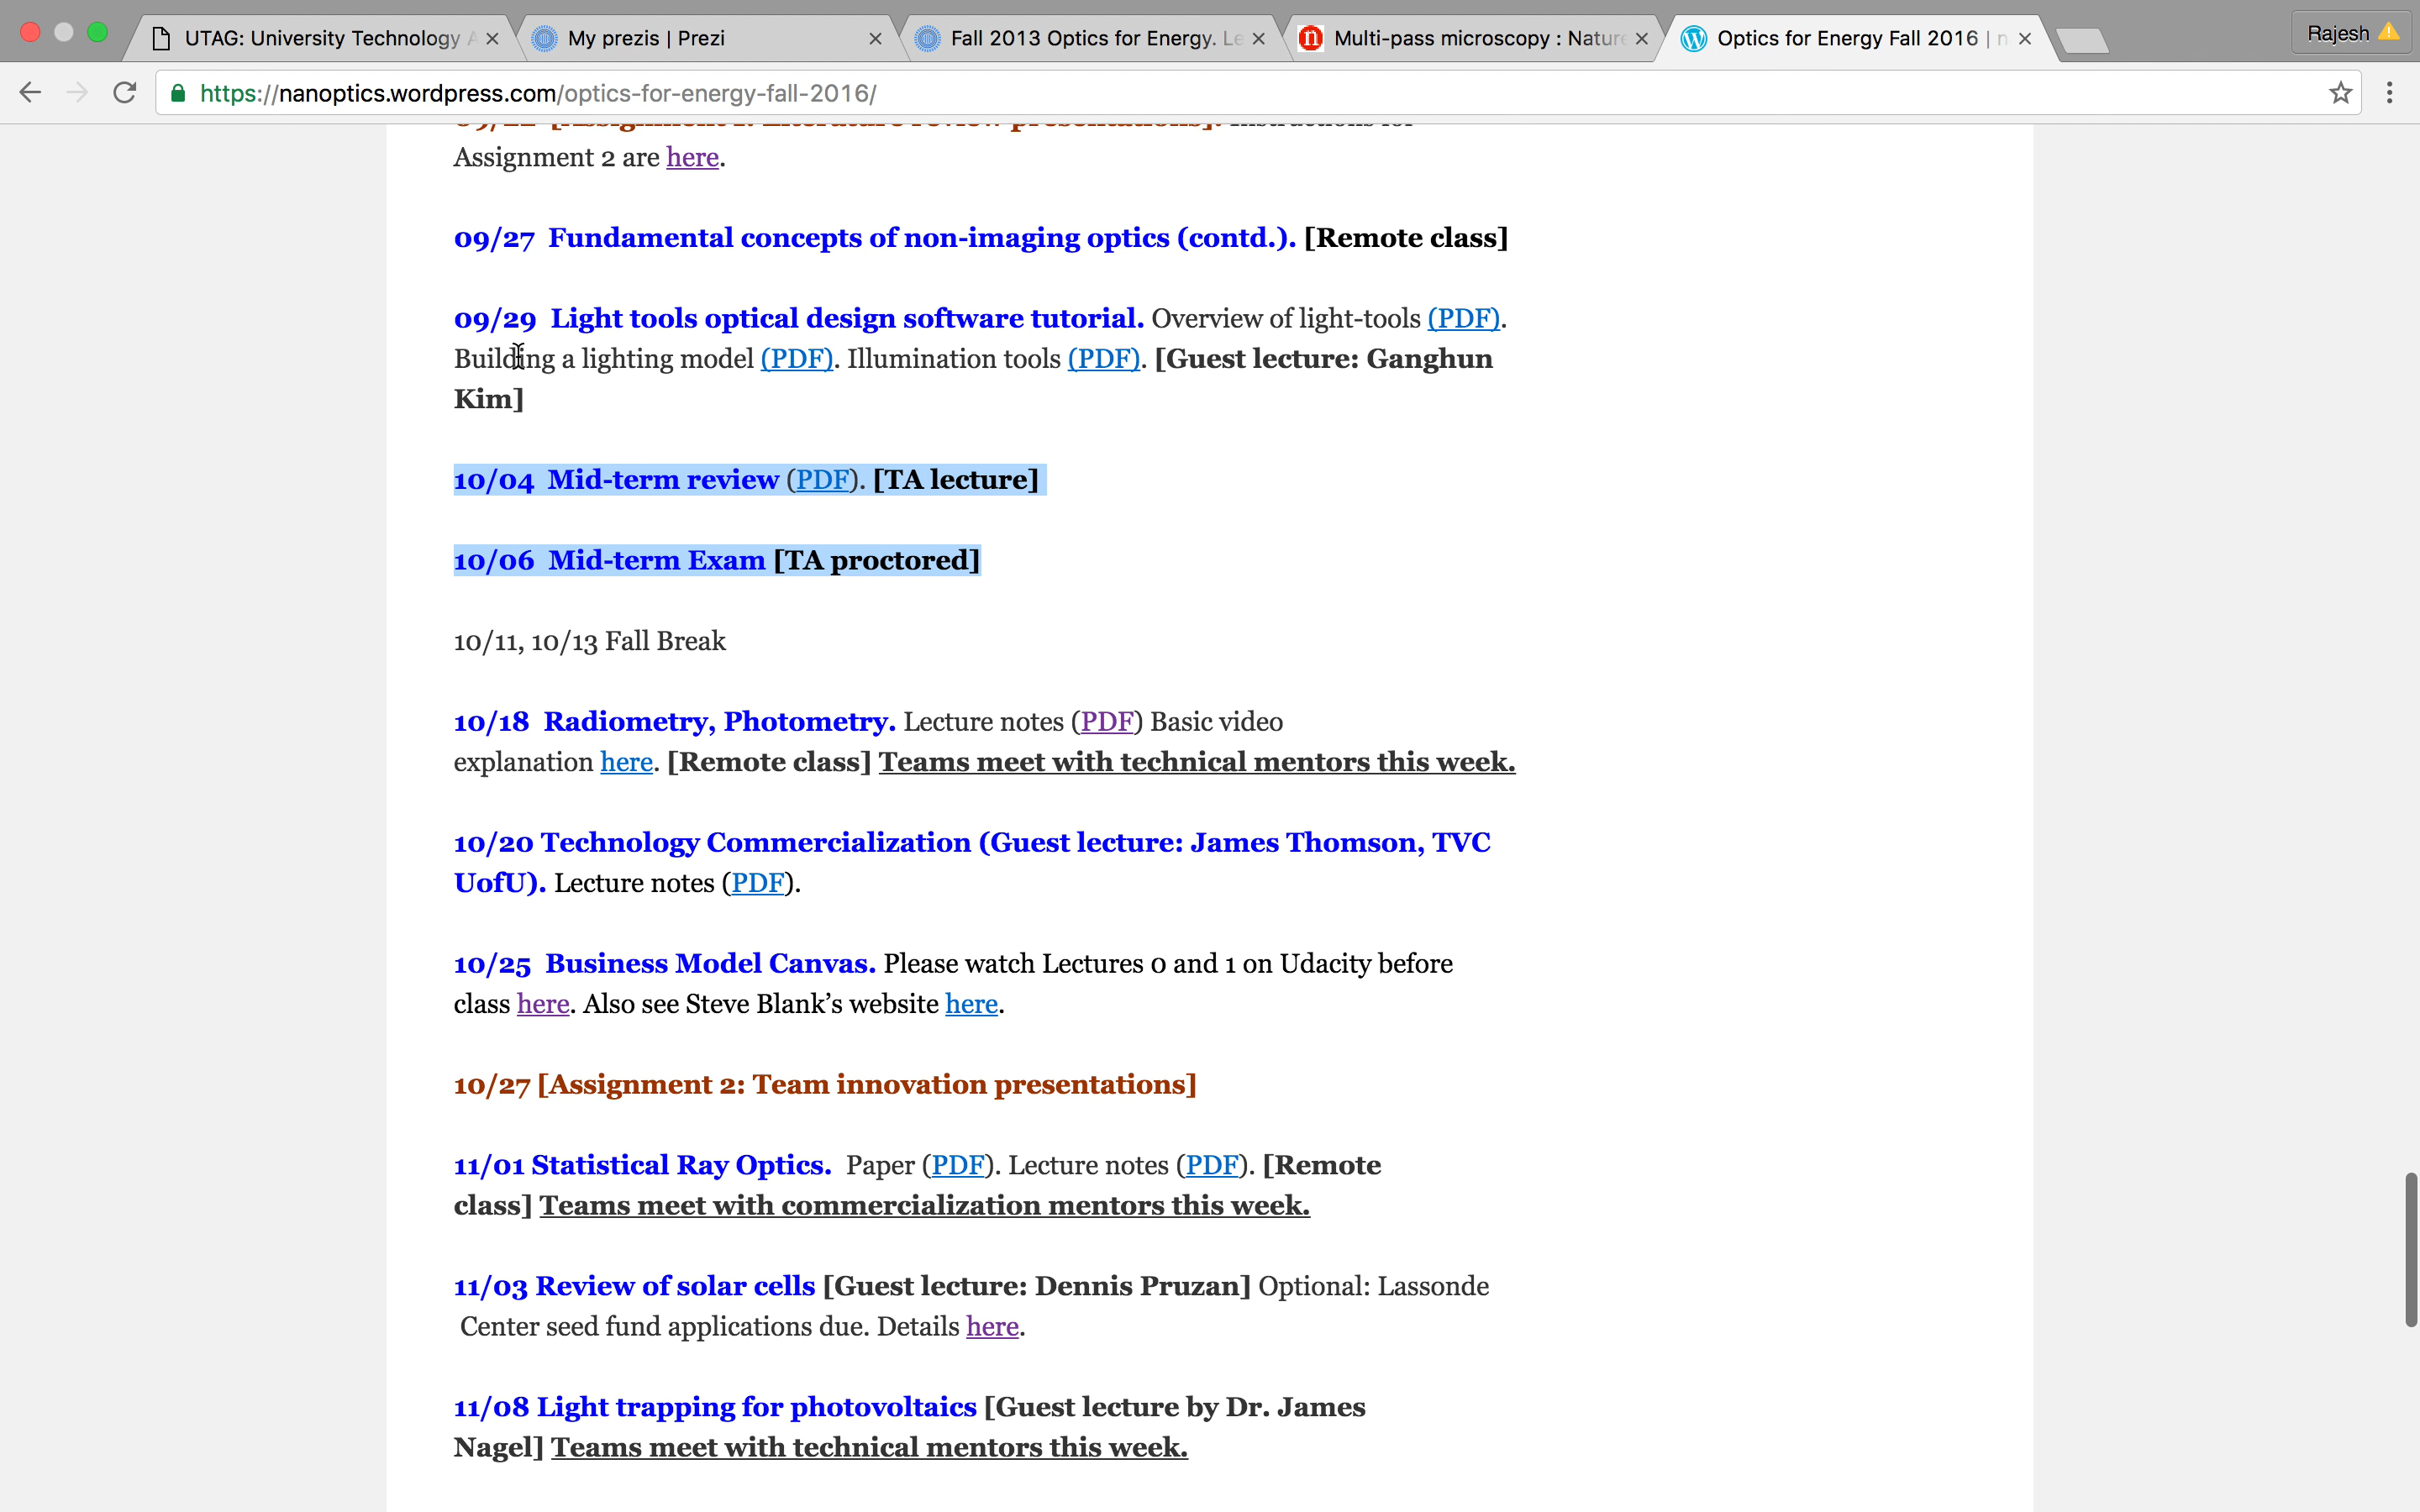 UTAG: University Technology A
My prezis | Prezi
Fall 2013 Optics for Energy. Le
Multi-pass microscopy : Nature
Optics for Energy Fall 2016 | n
Rajesh
https://nanoptics.wordpress.com/optics-for-energy-fall-2016/
09/22 [Assignment 1: Literature review presentations]. Instructions for
Assignment 2 are here.
09/27 Fundamental concepts of non-imaging optics (contd.). [Remote class]
09/29 Light tools optical design software tutorial. Overview of light-tools (PDF).
Building a lighting model (PDF). Illumination tools (PDF). [Guest lecture: Ganghun
Kim]
10/04 Mid-term review (PDF). [TA lecture]
10/06 Mid-term Exam [TA proctored]
10/11, 10/13 Fall Break
10/18 Radiometry, Photometry. Lecture notes (PDF) Basic video
explanation here. [Remote class] Teams meet with technical mentors this week.
10/20 Technology Commercialization (Guest lecture: James Thomson, TVC
UofU). Lecture notes (PDF).
10/25 Business Model Canvas. Please watch Lectures 0 and 1 on Udacity before
class here. Also see Steve Blank’s website here.
10/27 [Assignment 2: Team innovation presentations]
11/01 Statistical Ray Optics. Paper (PDF). Lecture notes (PDF). [Remote
class] Teams meet with commercialization mentors this week.
11/03 Review of solar cells [Guest lecture: Dennis Pruzan] Optional: Lassonde
Center seed fund applications due. Details here.
11/08 Light trapping for photovoltaics [Guest lecture by Dr. James
Nagel] Teams meet with technical mentors this week.